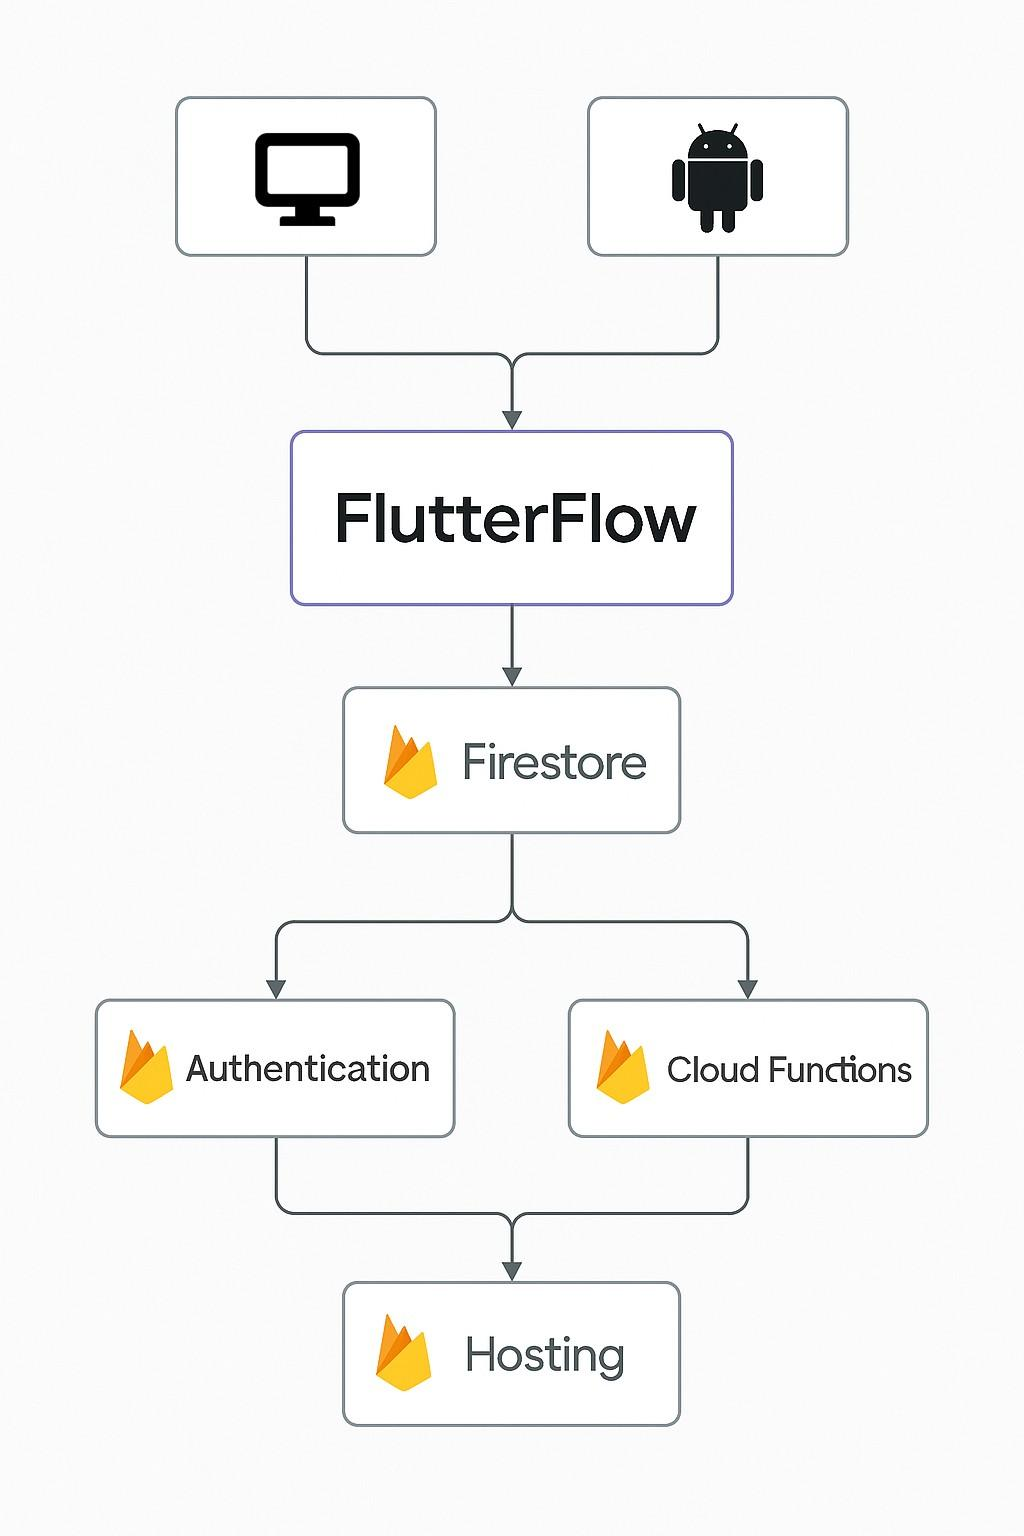 FlutterFlow
Firestore
Authentication
Cloud Functions
Hosting